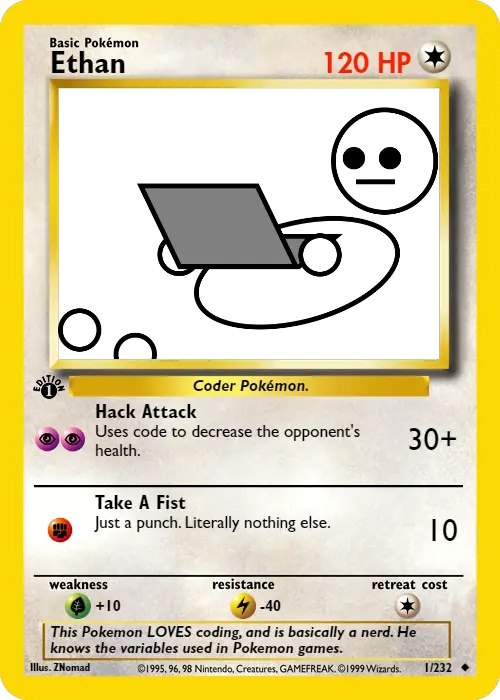 Basic Pokémon
Ethan
120 HP
EDITION
1
Coder Pokémon.
Hack Attack
Uses code to decrease the opponent's
health.
30+
Take A Fist
Just a punch. Literally nothing else.
10
weakness
resistance
retreat cost
+10
-40
This Pokemon LOVES coding, and is basically a nerd. He
knows the variables used in Pokemon games.
Illus. ZNomad
©1995, 96, 98 Nintendo, Creatures, GAMEFREAK. ©1999 Wizards.
1/232